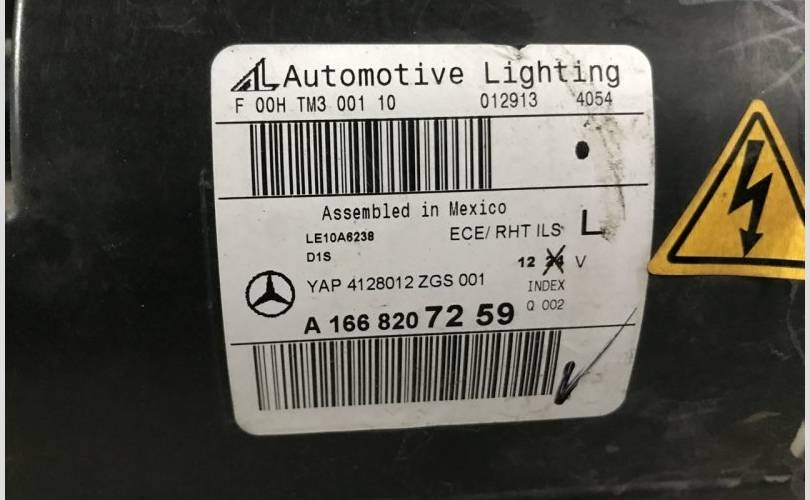 AL Automotive Lighting
F 00H TM3 001 10 012913 4054
Assembled in Mexico
LE10A6238 ECE/ RHT ILS L
D1S 12 24 V
YAP 4128012 ZGS 001 INDEX
A 166 820 72 59 Q 002